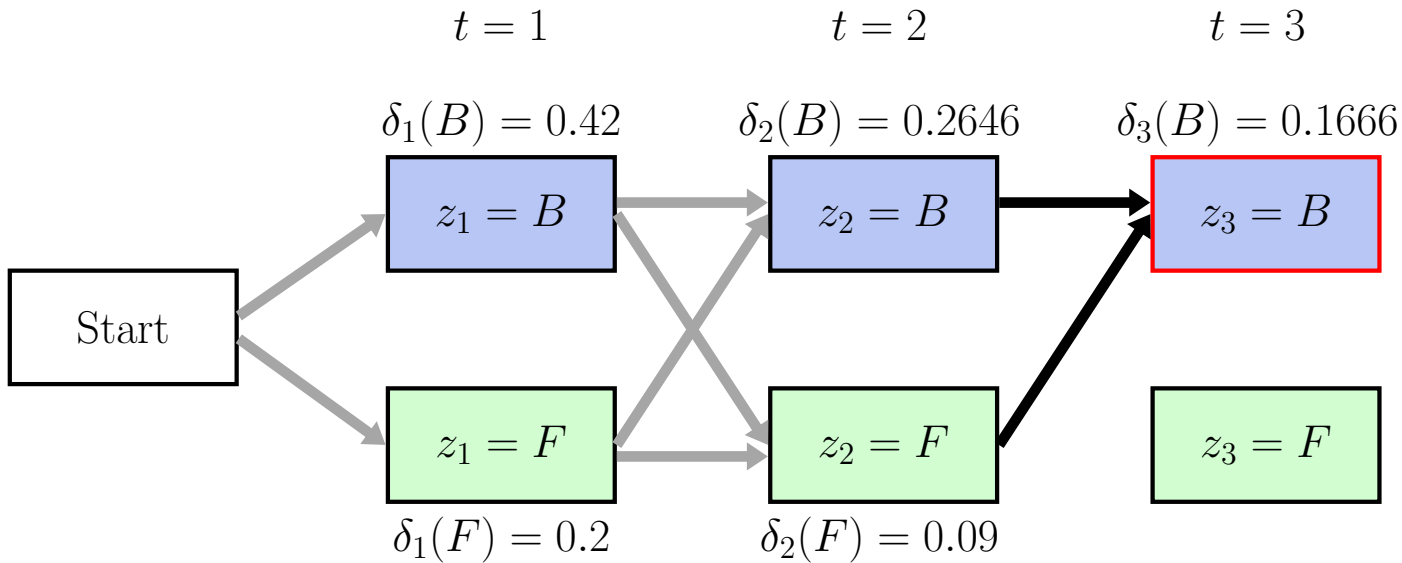 t = 1 t = 2 t = 3
δ₁(B) = 0.42 δ₂(B) = 0.2646 δ₃(B) = 0.1666
z₁ = B z₂ = B z₃ = B
Start
z₁ = F z₂ = F z₃ = F
δ₁(F) = 0.2 δ₂(F) = 0.09